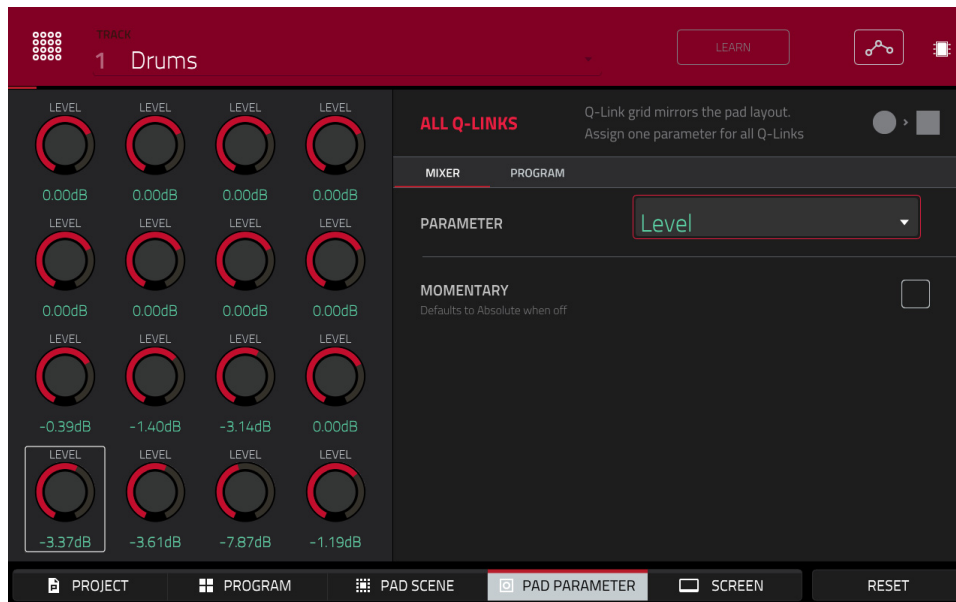 TRACK
1 Drums
LEARN
LEVEL LEVEL LEVEL LEVEL
0.00dB 0.00dB 0.00dB 0.00dB
LEVEL LEVEL LEVEL LEVEL
0.00dB 0.00dB 0.00dB 0.00dB
LEVEL LEVEL LEVEL LEVEL
-0.39dB -1.40dB -3.14dB 0.00dB
LEVEL LEVEL LEVEL LEVEL
-3.37dB -3.61dB -7.87dB -1.19dB
ALL Q-LINKS
Q-Link grid mirrors the pad layout.
Assign one parameter for all Q-Links
MIXER PROGRAM
PARAMETER Level
MOMENTARY
Defaults to Absolute when off
PROJECT PROGRAM PAD SCENE PAD PARAMETER SCREEN RESET